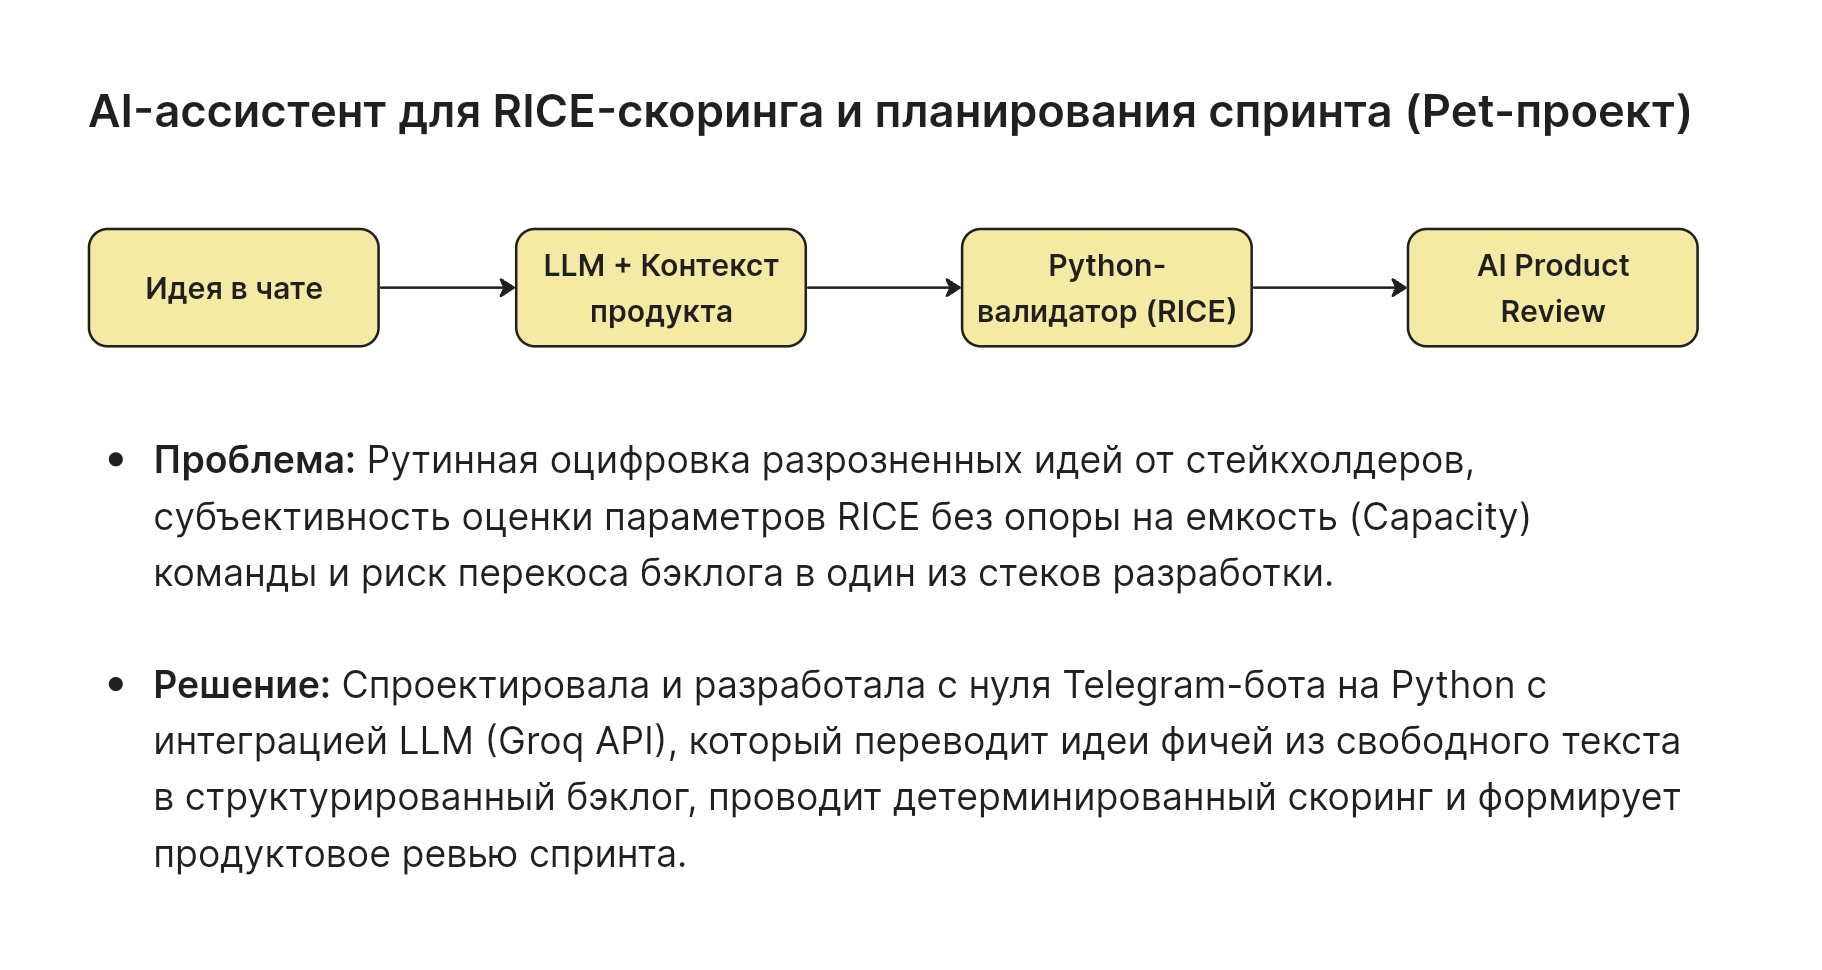 AI-ассистент для RICE-скоринга и планирования спринта (Pet-проект)
Идея в чате
LLM + Контекст
продукта
Python-
валидатор (RICE)
AI Product
Review
• Проблема: Рутинная оцифровка разрозненных идей от стейкхолдеров,
субъективность оценки параметров RICE без опоры на емкость (Capacity)
команды и риск перекоса бэклога в один из стеков разработки.
• Решение: Спроектировала и разработала с нуля Telegram-бота на Python с
интеграцией LLM (Groq API), который переводит идеи фичей из свободного текста
в структурированный бэклог, проводит детерминированный скоринг и формирует
продуктовое ревью спринта.